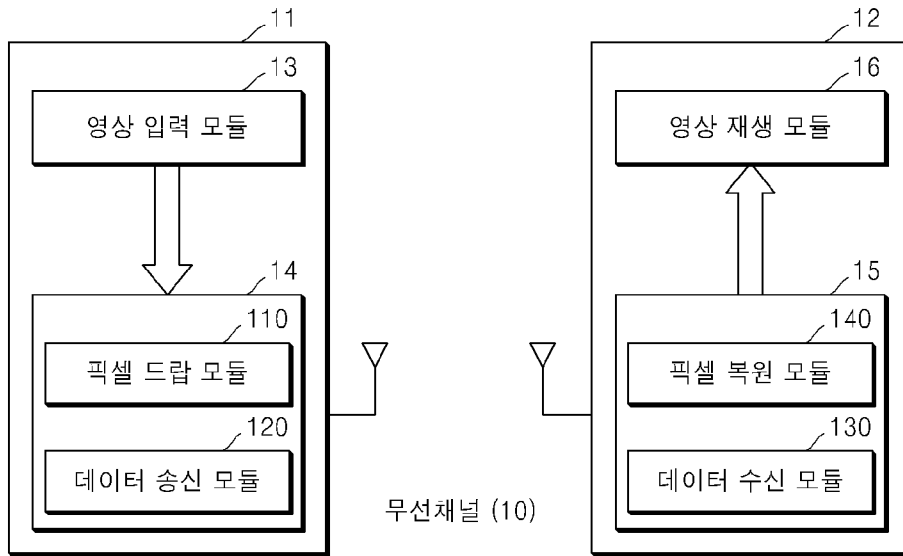 11
13
영상 입력 모듈
14
110
픽셀 드랍 모듈
120
데이터 송신 모듈
무선채널 (10)
12
16
영상 재생 모듈
15
140
픽셀 복원 모듈
130
데이터 수신 모듈